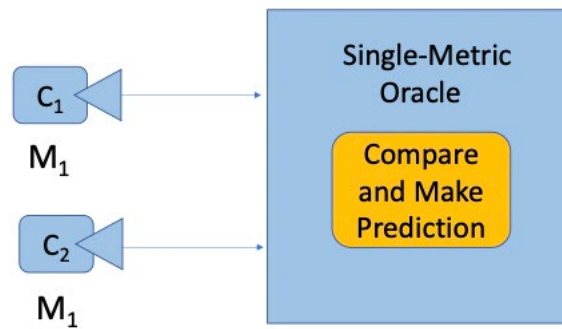 C₁
M₁
C₂
M₁
Single-Metric
Oracle
Compare
and Make
Prediction